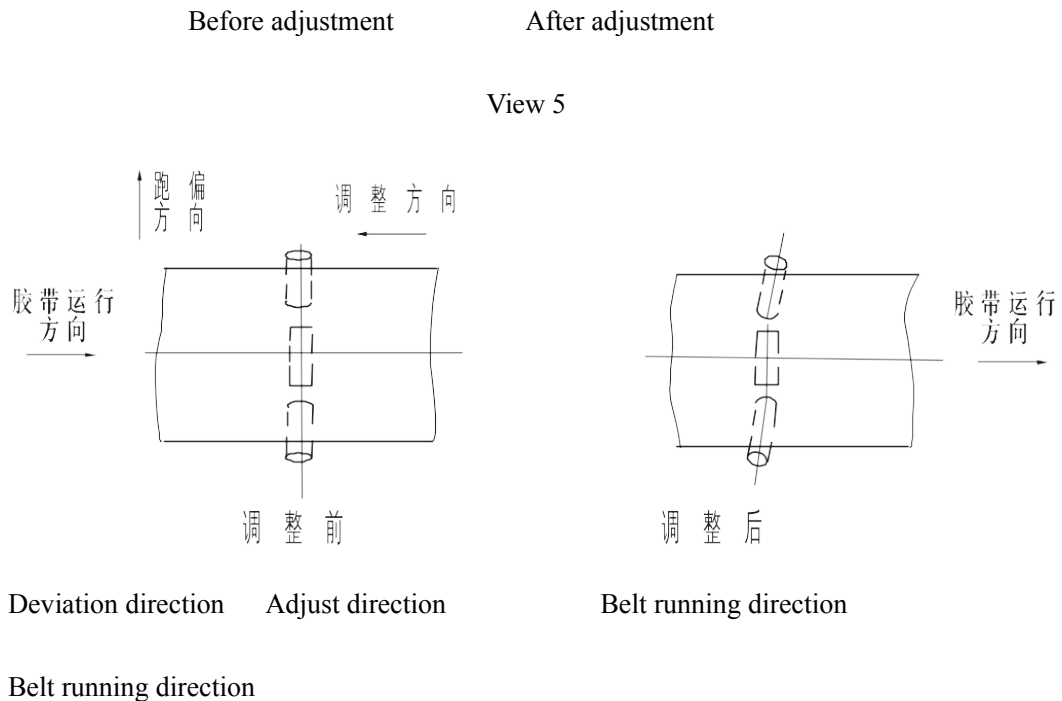 Before adjustment After adjustment
View 5
跑偏
方向
调整方向
胶带运行
方向
胶带运行
方向
调整前
调整后
Deviation direction Adjust direction Belt running direction
Belt running direction